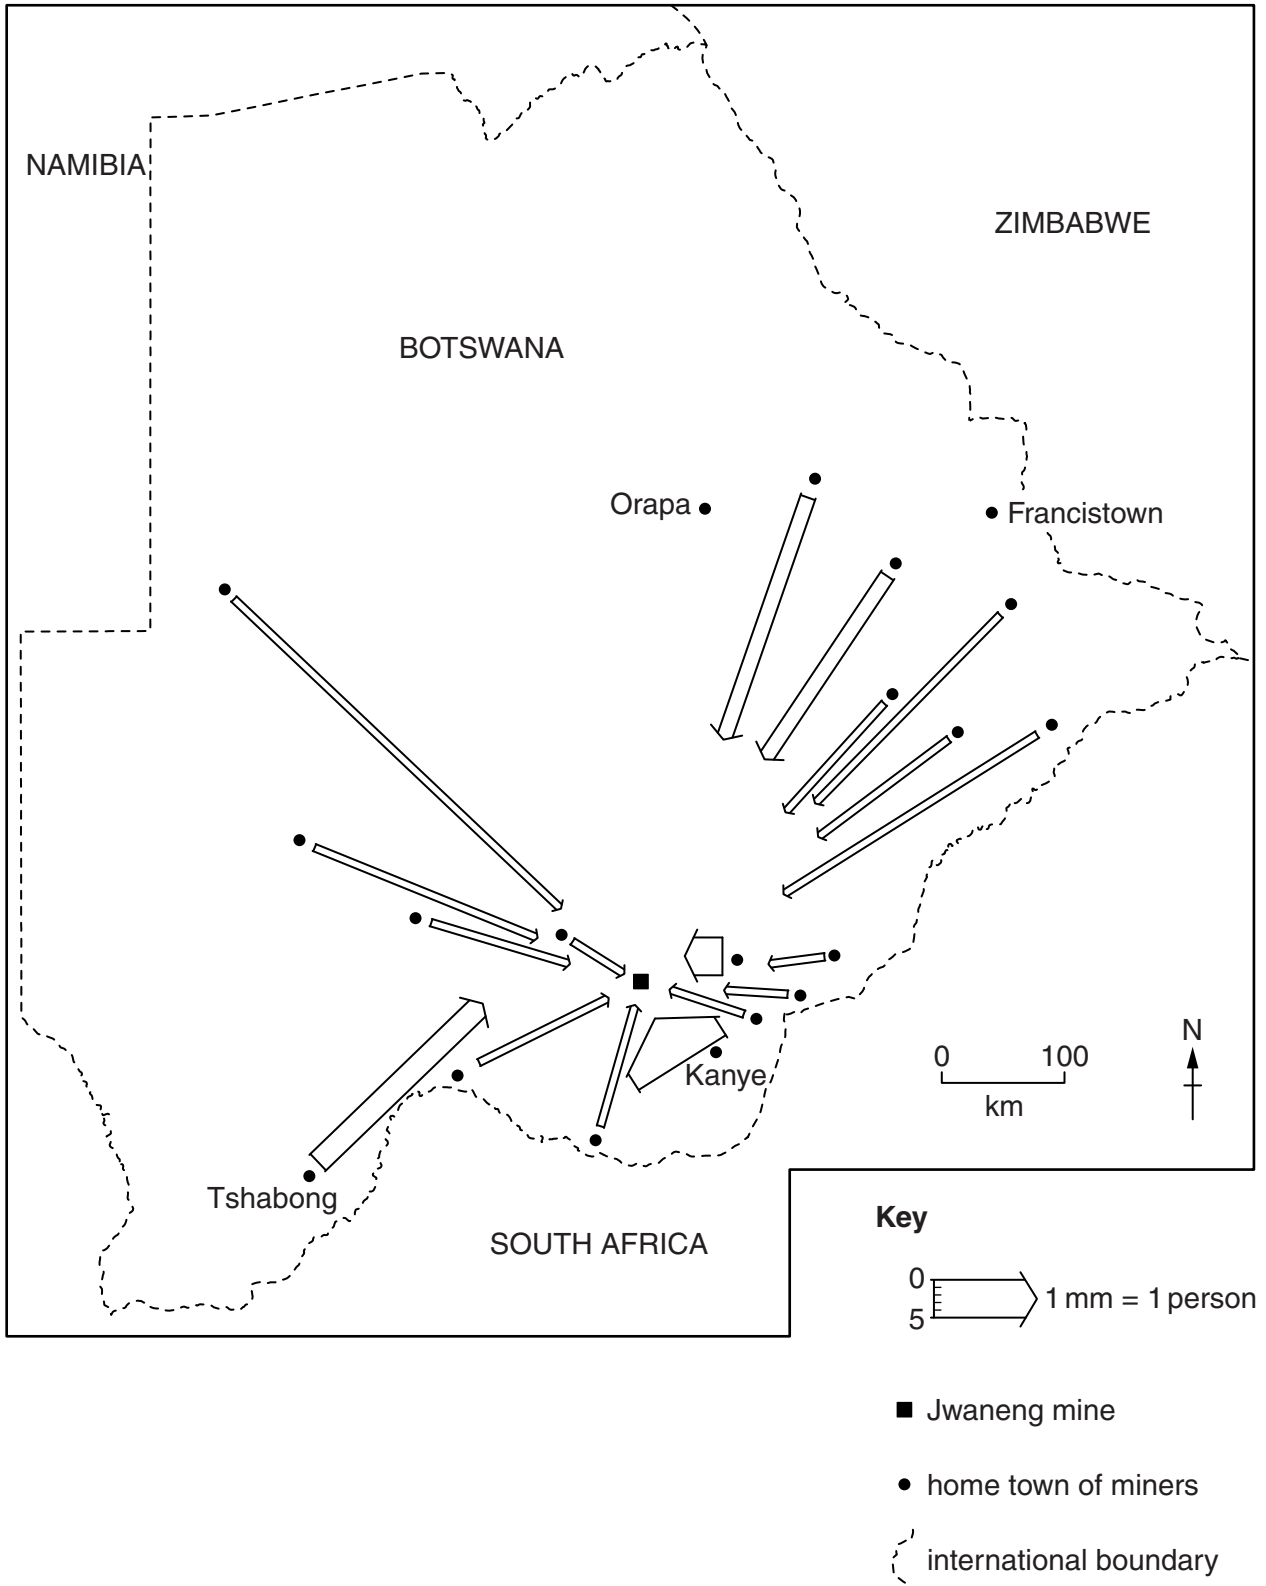 NAMIBIA
ZIMBABWE
BOTSWANA
Orapa
Francistown
N
0 100
km
Kanye
Tshabong
SOUTH AFRICA
Key
0
5
1 mm = 1 person
Jwaneng mine
home town of miners
international boundary